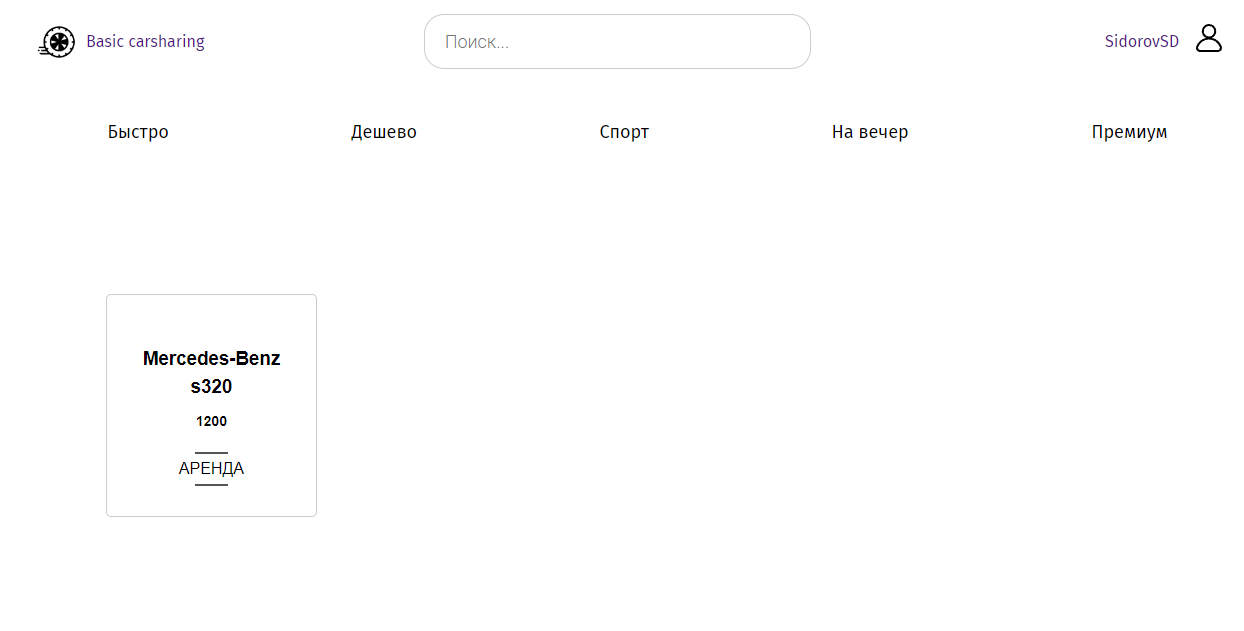 Basic carsharing
Поиск...
SidorovSD
Быстро
Дешево
Спорт
На вечер
Премиум
Mercedes-Benz
s320
1200
АРЕНДА